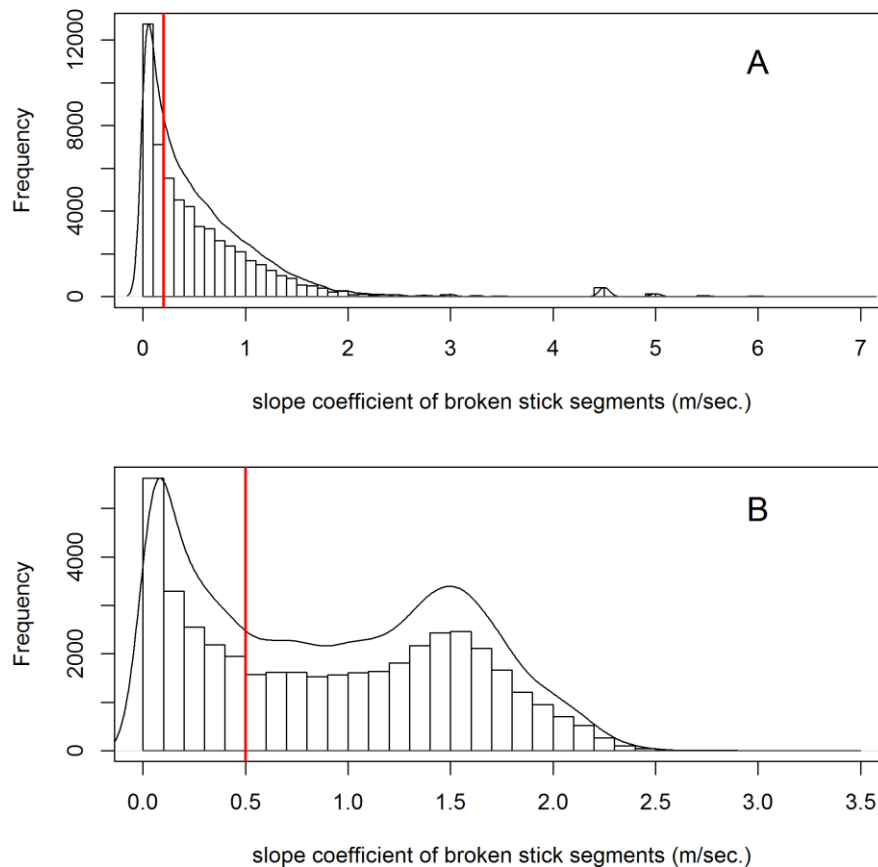 A
Frequency
12000
8000
4000
0
0 1 2 3 4 5 6 7
slope coefficient of broken stick segments (m/sec.)
B
Frequency
4000
2000
0
0.0 0.5 1.0 1.5 2.0 2.5 3.0 3.5
slope coefficient of broken stick segments (m/sec.)